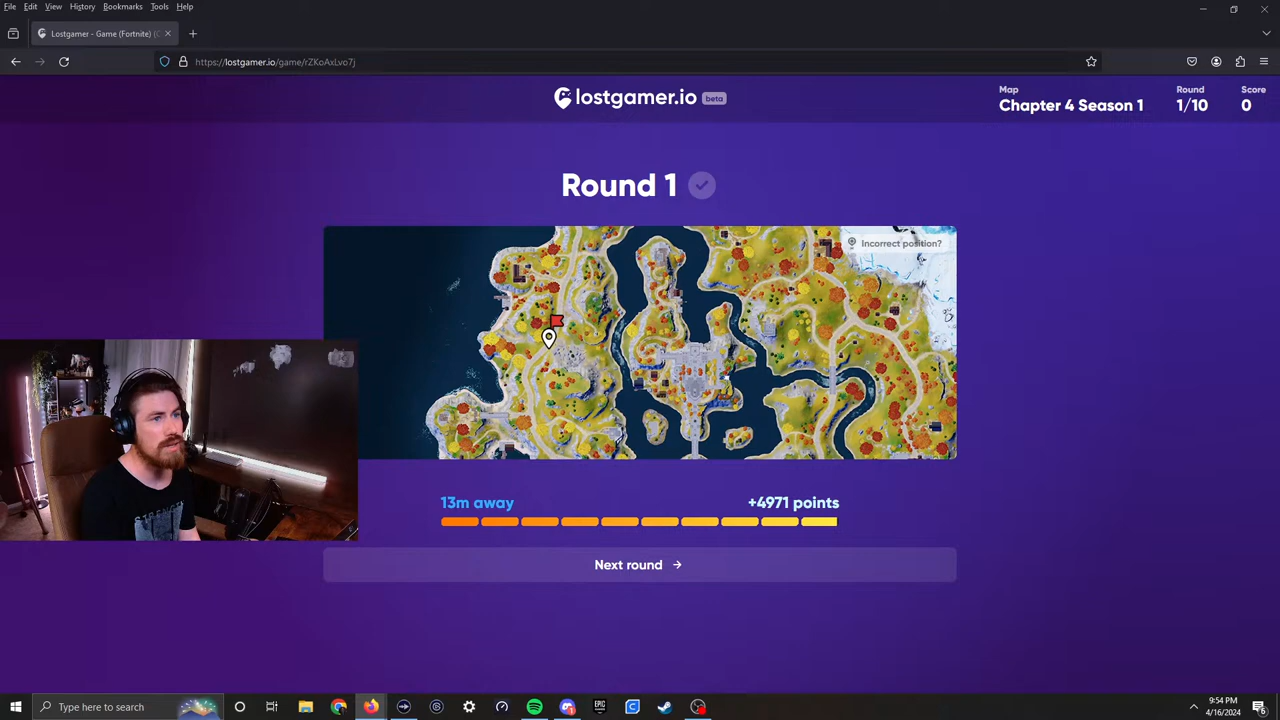 File Edit View History Bookmarks Tools Help
Lostgamer - Game (Fortnite)
https://lostgamer.io/game/rZKoAxLvo7j
lostgamer.io beta
Map
Chapter 4 Season 1
Round
1/10
Score
0
Round 1
Incorrect position?
13m away
+4971 points
Next round →
Type here to search
9:54 PM
4/16/2024